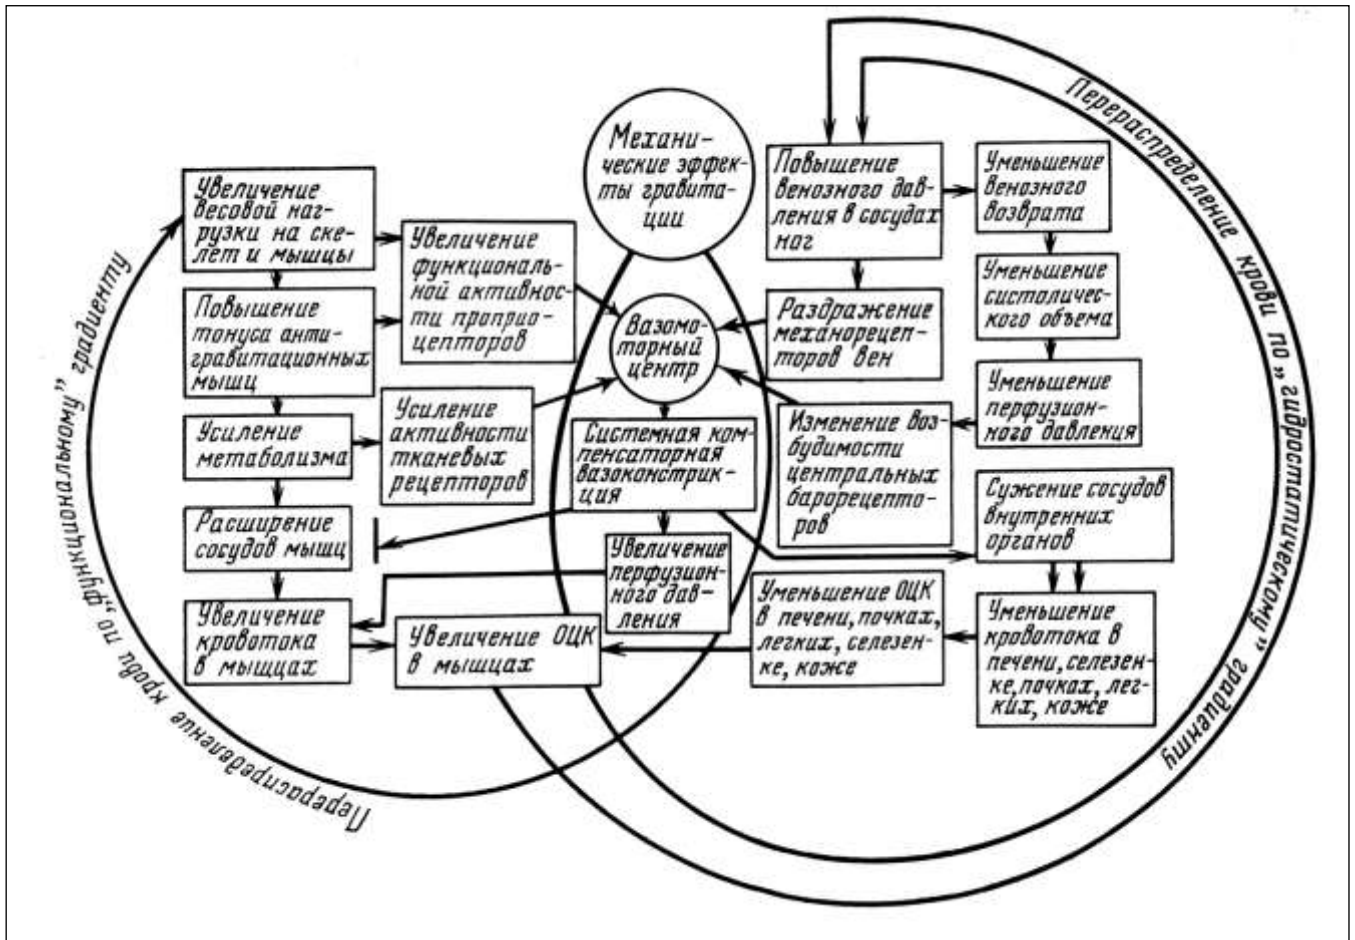 Механи-
ческие эффек-
ты гравита-
ции
Увеличение
весовой наг-
рузки на ске-
лет и мышцы
Увеличение
функциональ-
ной активнос-
ти проприо-
цепторов
Повышение
тонуса анти-
гравитационных
мышц
Усиление
метаболизма
Усиление
активности
тканевых
рецепторов
Расширение
сосудов мышц
Увеличение
кровотока
в мышцах
Увеличение ОЦК
в мышцах
Вазомо-
торный
центр
Системная ком-
пенсаторная
вазоконстрик-
ция
Увеличение
перфузион-
ного дав-
ления
Повышение
венозного дав-
ления в сосудах
ног
Раздражение
механорецеп-
торов вен
Изменение воз-
будимости
центральных
барорецепто-
ров
Уменьшение ОЦК
в печени, почках,
легких, селезен-
ке, коже
Уменьшение
венозного
возврата
Уменьшение
систоличес-
кого объема
Уменьшение
перфузион-
ного давления
Сужение сосудов
внутренних
органов
Уменьшение
кровотока в
печени, селезен-
ке, почках, лег-
ких, коже
Перераспределение крови по „функциональному” градиенту
Перераспределение крови по „гидростатическому” градиенту